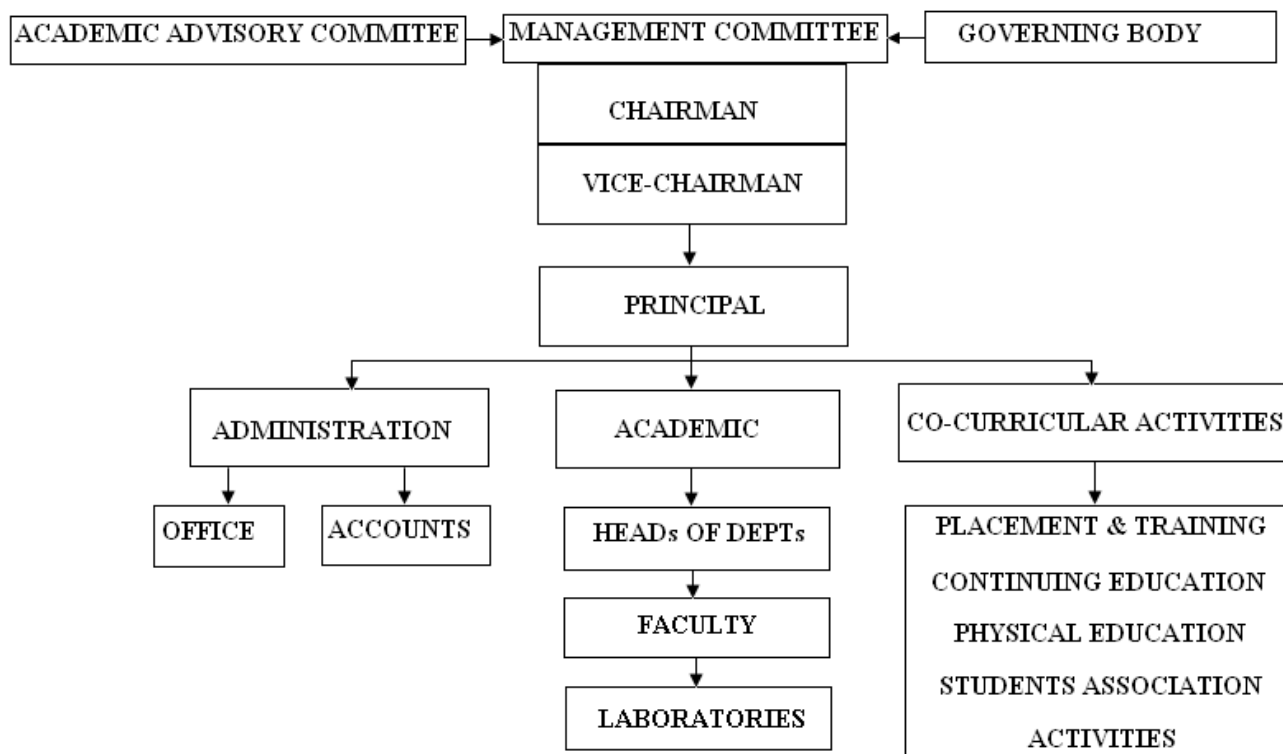 ACADEMIC ADVISORY COMMITEE
MANAGEMENT COMMITTEE
GOVERNING BODY
CHAIRMAN
VICE-CHAIRMAN
PRINCIPAL
ADMINISTRATION
ACADEMIC
CO-CURRICULAR ACTIVITIES
OFFICE
ACCOUNTS
HEADs OF DEPTs
FACULTY
LABORATORIES
PLACEMENT & TRAINING
CONTINUING EDUCATION
PHYSICAL EDUCATION
STUDENTS ASSOCIATION
ACTIVITIES